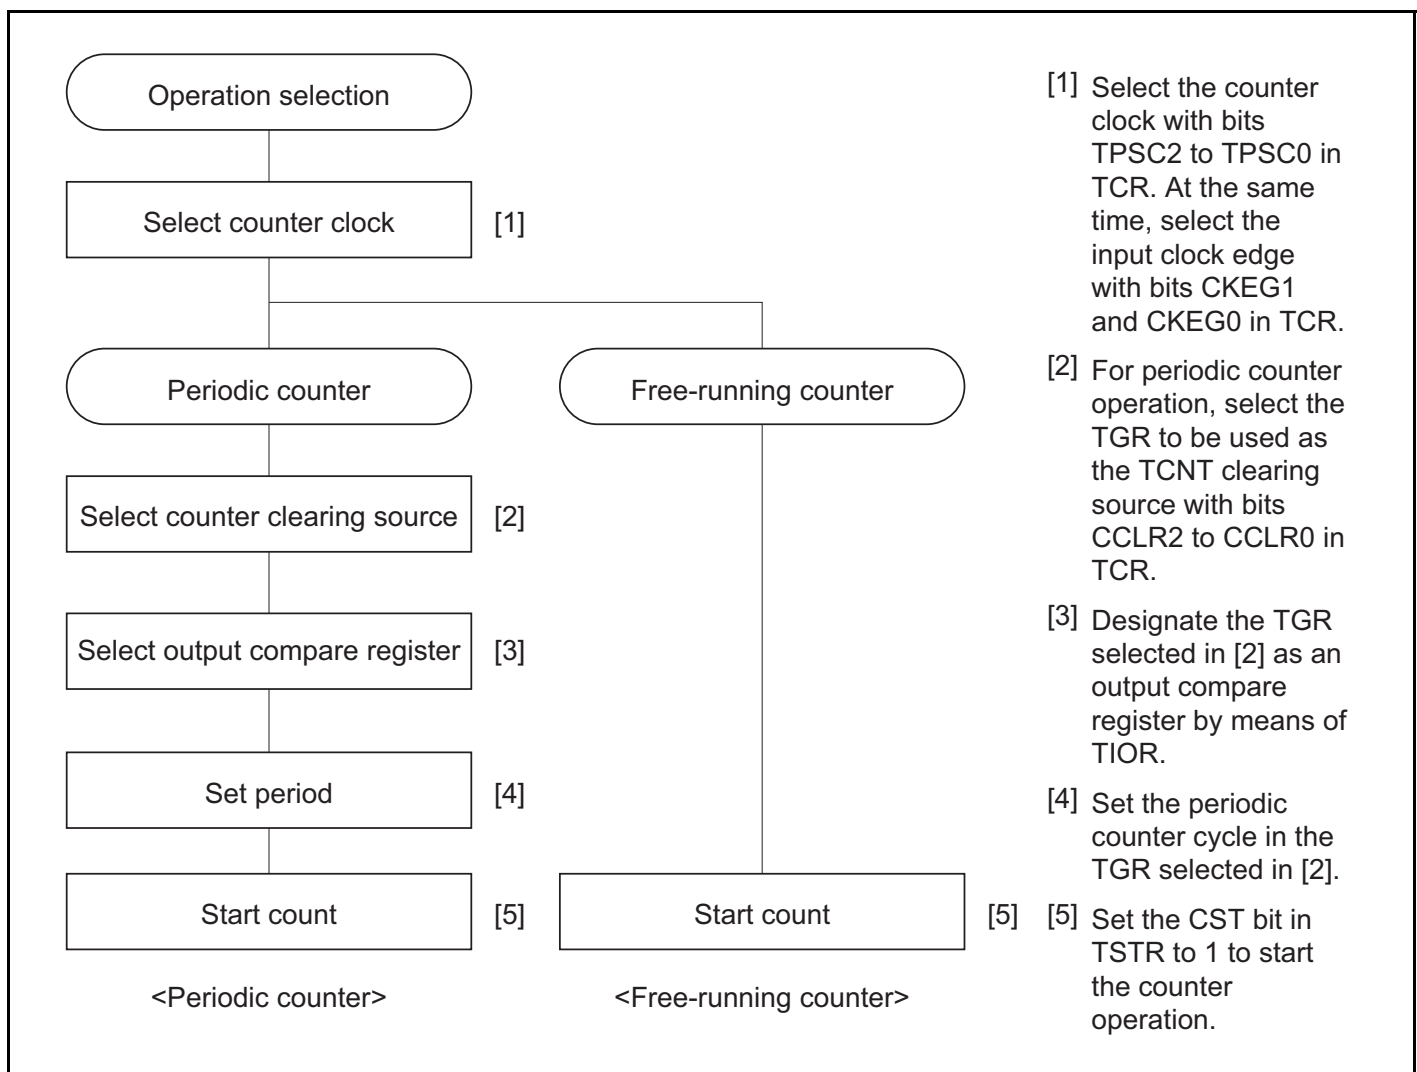 Operation selection
Select counter clock [1]
Periodic counter
Free-running counter
Select counter clearing source [2]
Select output compare register [3]
Set period [4]
Start count [5]
Start count [5]
<Periodic counter>
<Free-running counter>
[1] Select the counter
clock with bits
TPSC2 to TPSC0 in
TCR. At the same
time, select the
input clock edge
with bits CKEG1
and CKEG0 in TCR.
[2] For periodic counter
operation, select the
TGR to be used as
the TCNT clearing
source with bits
CCLR2 to CCLR0 in
TCR.
[3] Designate the TGR
selected in [2] as an
output compare
register by means of
TIOR.
[4] Set the periodic
counter cycle in the
TGR selected in [2].
[5] Set the CST bit in
TSTR to 1 to start
the counter
operation.